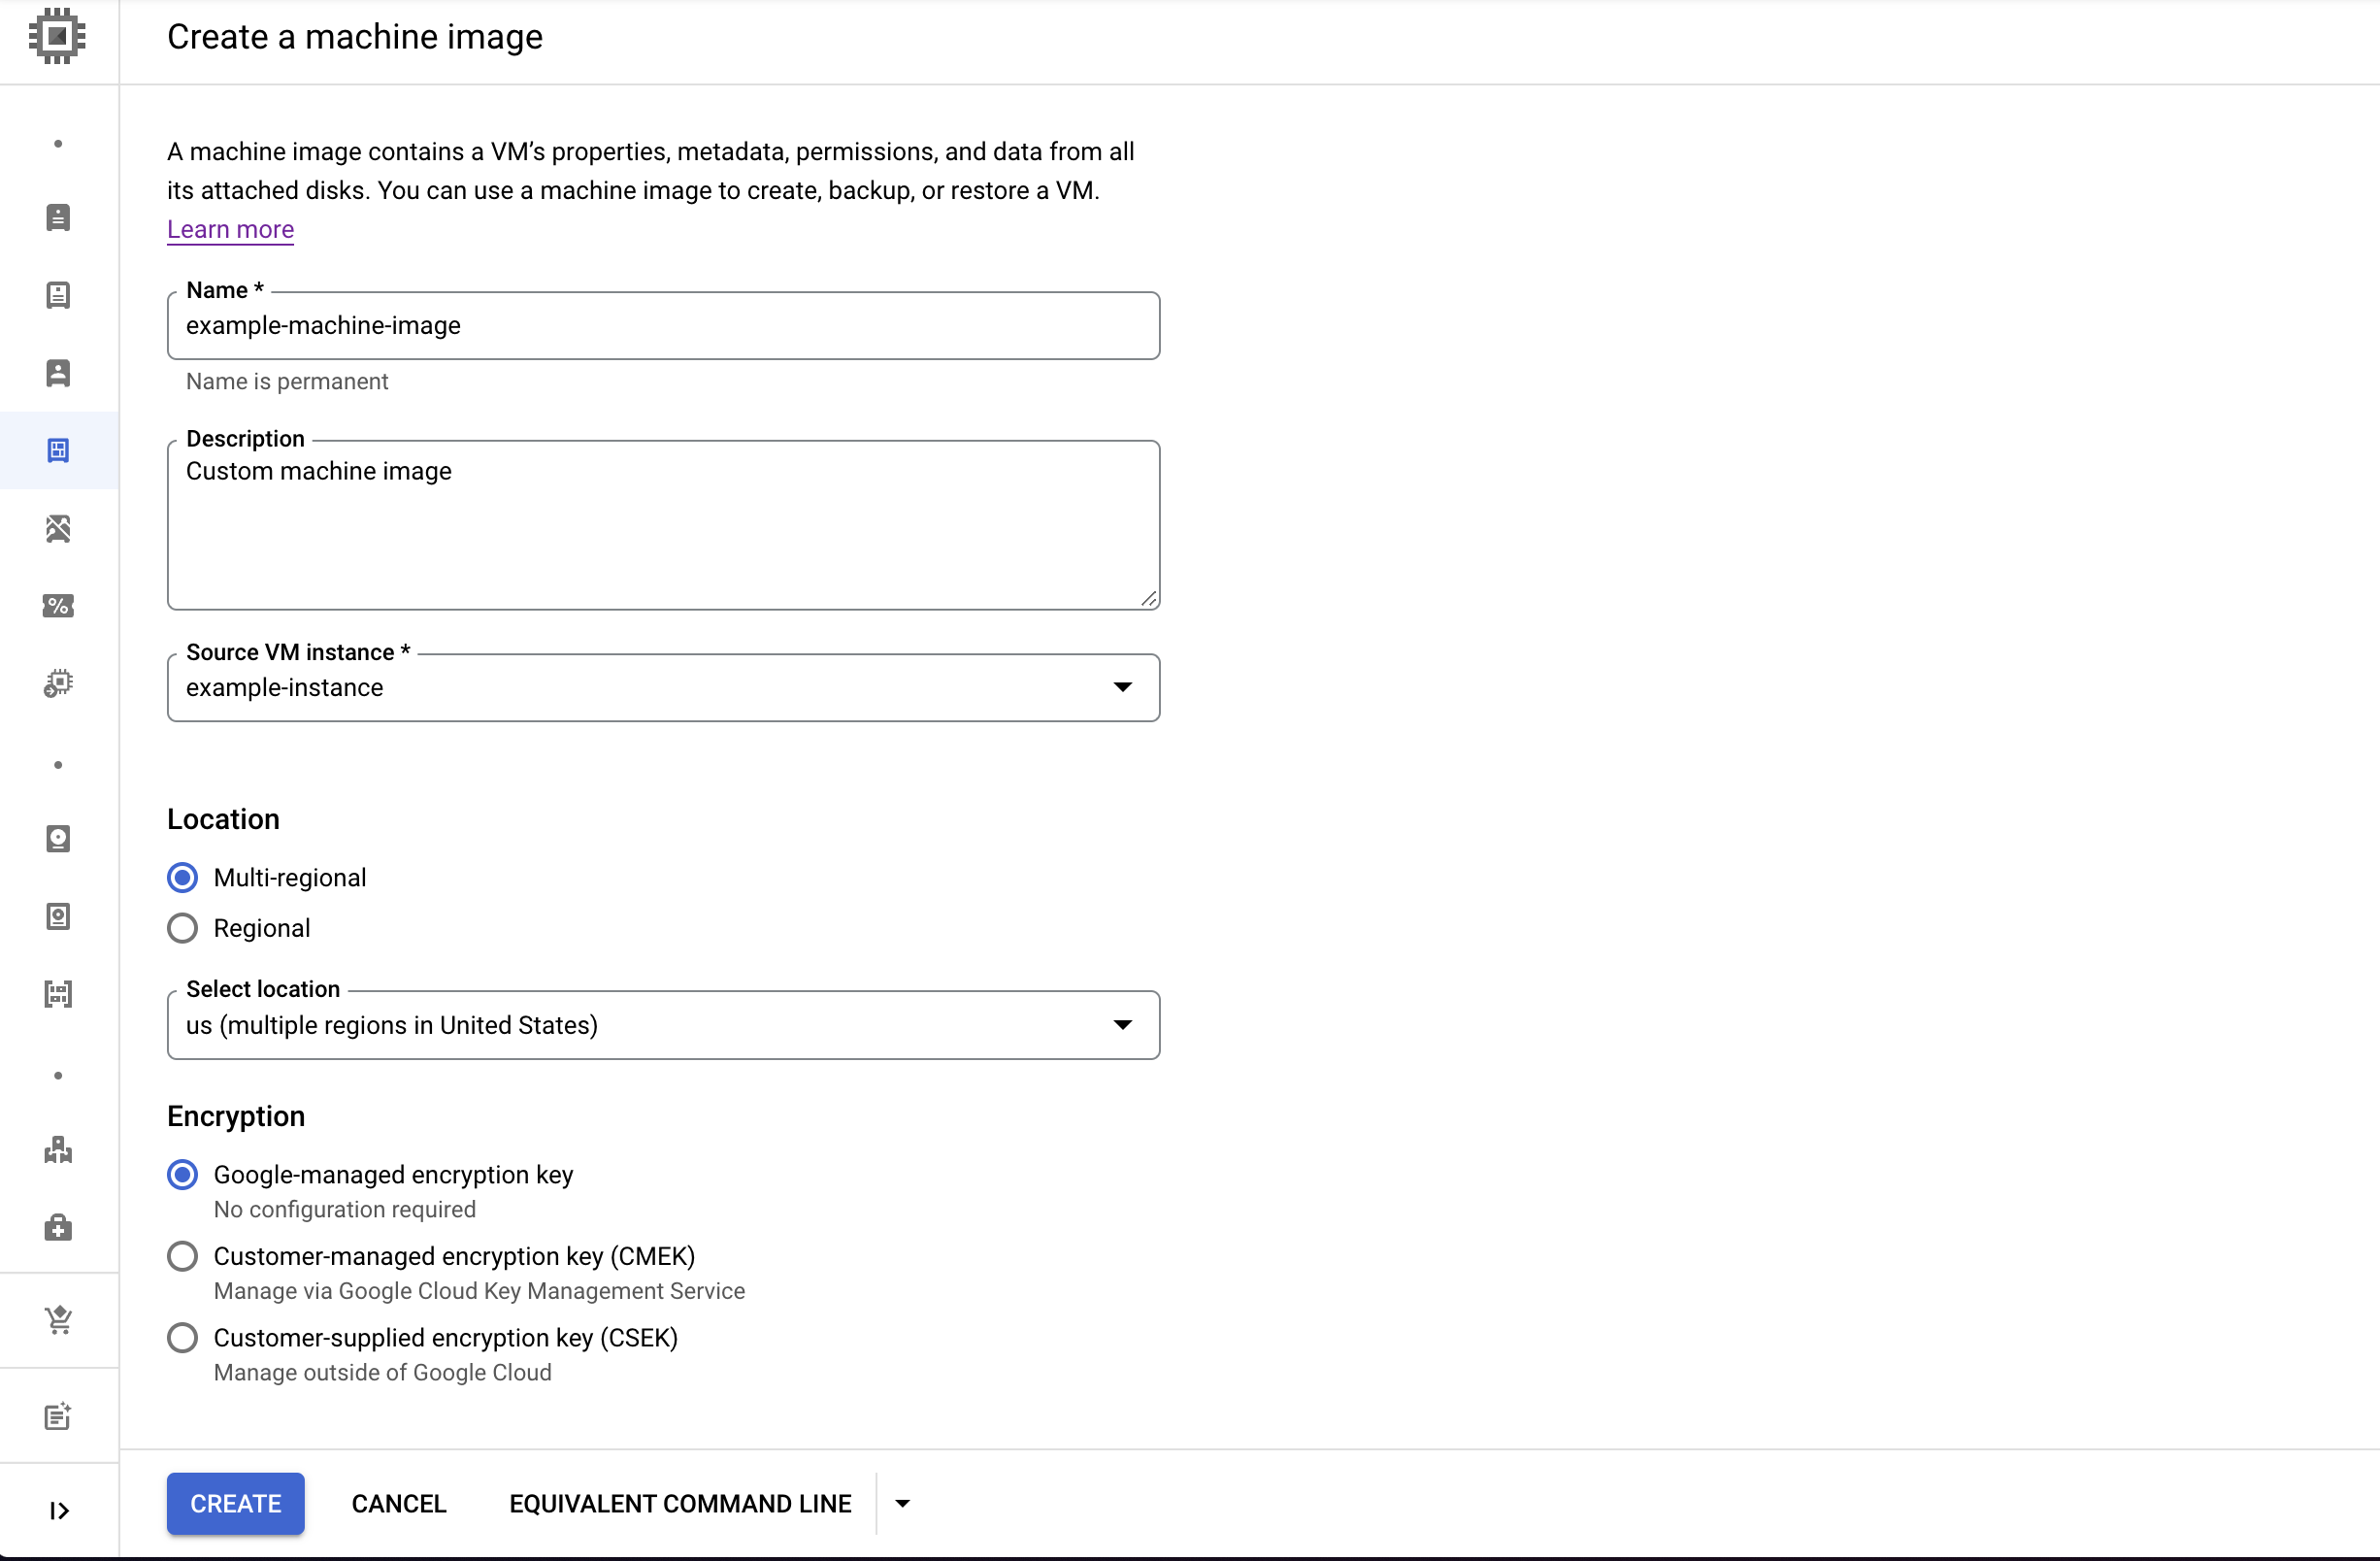 Create a machine image
A machine image contains a VM’s properties, metadata, permissions, and data from all
its attached disks. You can use a machine image to create, backup, or restore a VM.
Learn more
Name *
example-machine-image
Name is permanent
Description
Custom machine image
Source VM instance *
example-instance
Location
Multi-regional
Regional
Select location
us (multiple regions in United States)
Encryption
Google-managed encryption key
No configuration required
Customer-managed encryption key (CMEK)
Manage via Google Cloud Key Management Service
Customer-supplied encryption key (CSEK)
Manage outside of Google Cloud
CREATE
CANCEL
EQUIVALENT COMMAND LINE